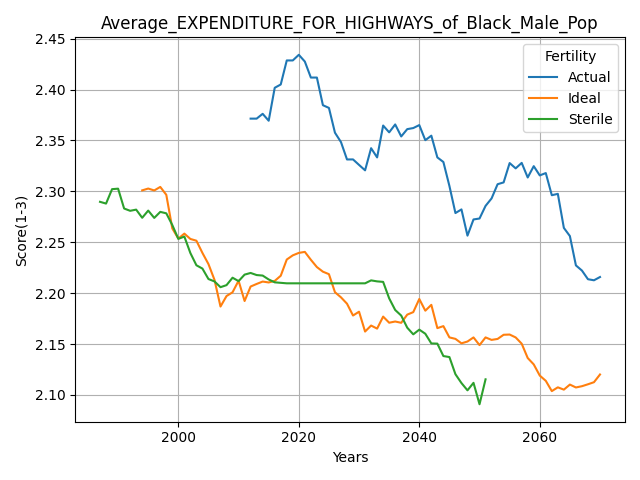 Average_EXPENDITURE_FOR_HIGHWAYS_of_Black_Male_Pop
Fertility
Actual
Ideal
Sterile
Score(1-3)
2.45
2.40
2.35
2.30
2.25
2.20
2.15
2.10
2000 2020 2040 2060
Years